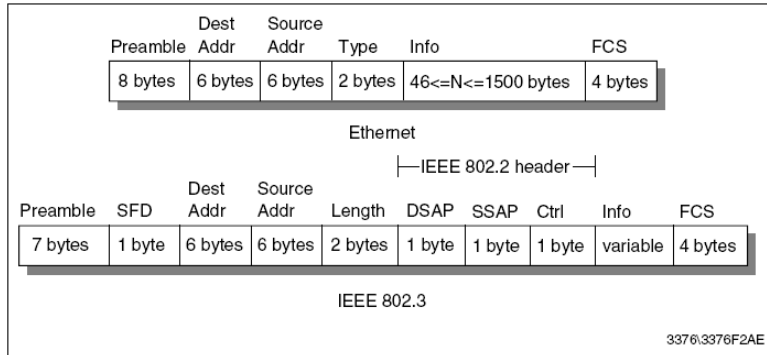 Dest Source
Preamble Addr Addr Type Info FCS
8 bytes 6 bytes 6 bytes 2 bytes 46<=N<=1500 bytes 4 bytes
Ethernet
IEEE 802.2 header
Dest Source
Preamble SFD Addr Addr Length DSAP SSAP Ctrl Info FCS
7 bytes 1 byte 6 bytes 6 bytes 2 bytes 1 byte 1 byte 1 byte variable 4 bytes
IEEE 802.3
3376\3376F2AE